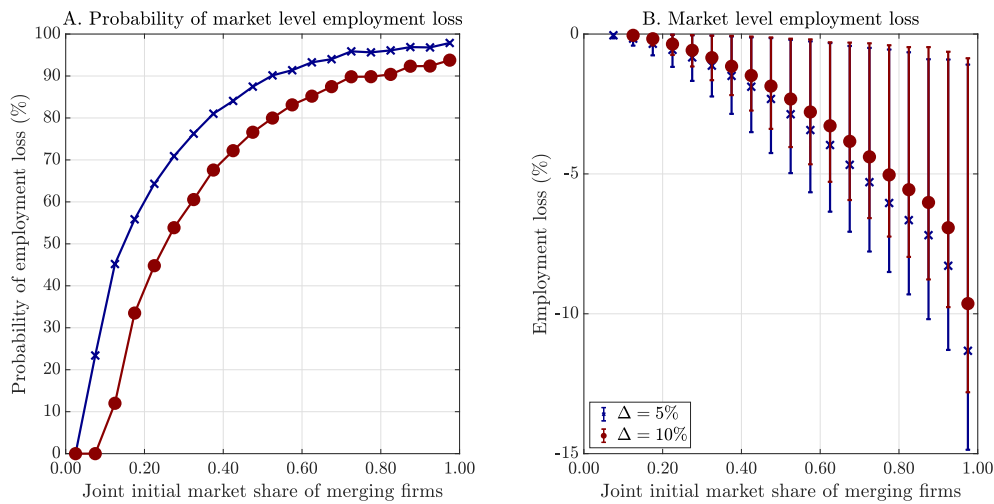 A. Probability of market level employment loss
100
90
80
70
60
50
40
30
20
10
0
Probability of employment loss (%)
0.00 0.20 0.40 0.60 0.80 1.00
Joint initial market share of merging firms
B. Market level employment loss
0
-5
-10
-15
Employment loss (%)
Δ = 5%
Δ = 10%
0.00 0.20 0.40 0.60 0.80 1.00
Joint initial market share of merging firms